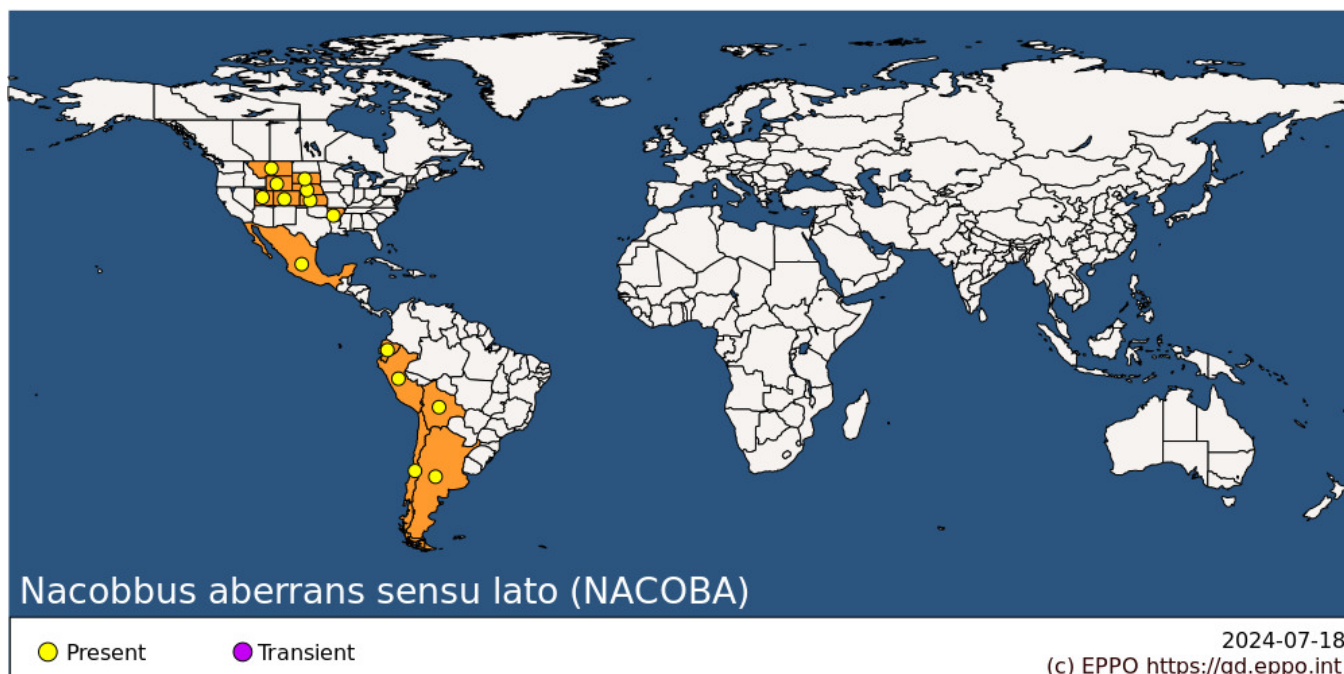 Nacobbus aberrans sensu lato (NACOBA)
Present
Transient
2024-07-18
(c) EPPO https://gd.eppo.int